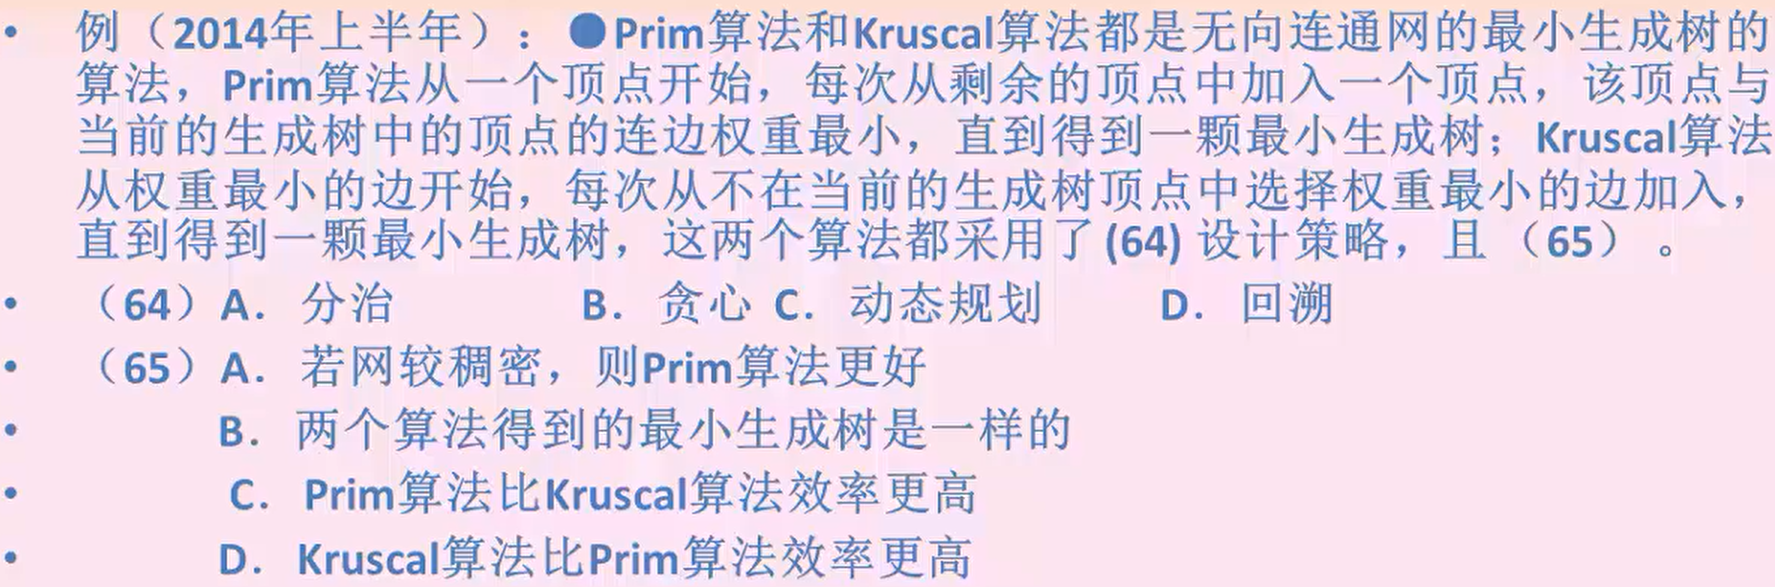 • 例（2014年上半年）：●Prim算法和Kruscal算法都是无向连通网的最小生成树的
算法，Prim算法从一个顶点开始，每次从剩余的顶点中加入一个顶点，该顶点与
当前的生成树中的顶点的连边权重最小，直到得到一颗最小生成树；Kruscal算法
从权重最小的边开始，每次从不在当前的生成树顶点中选择权重最小的边加入，
直到得到一颗最小生成树，这两个算法都采用了(64) 设计策略，且 （65） 。
• （64）A. 分治 B. 贪心 C. 动态规划 D. 回溯
• （65）A. 若网较稠密，则Prim算法更好
• B. 两个算法得到的最小生成树是一样的
• C. Prim算法比Kruscal算法效率更高
• D. Kruscal算法比Prim算法效率更高